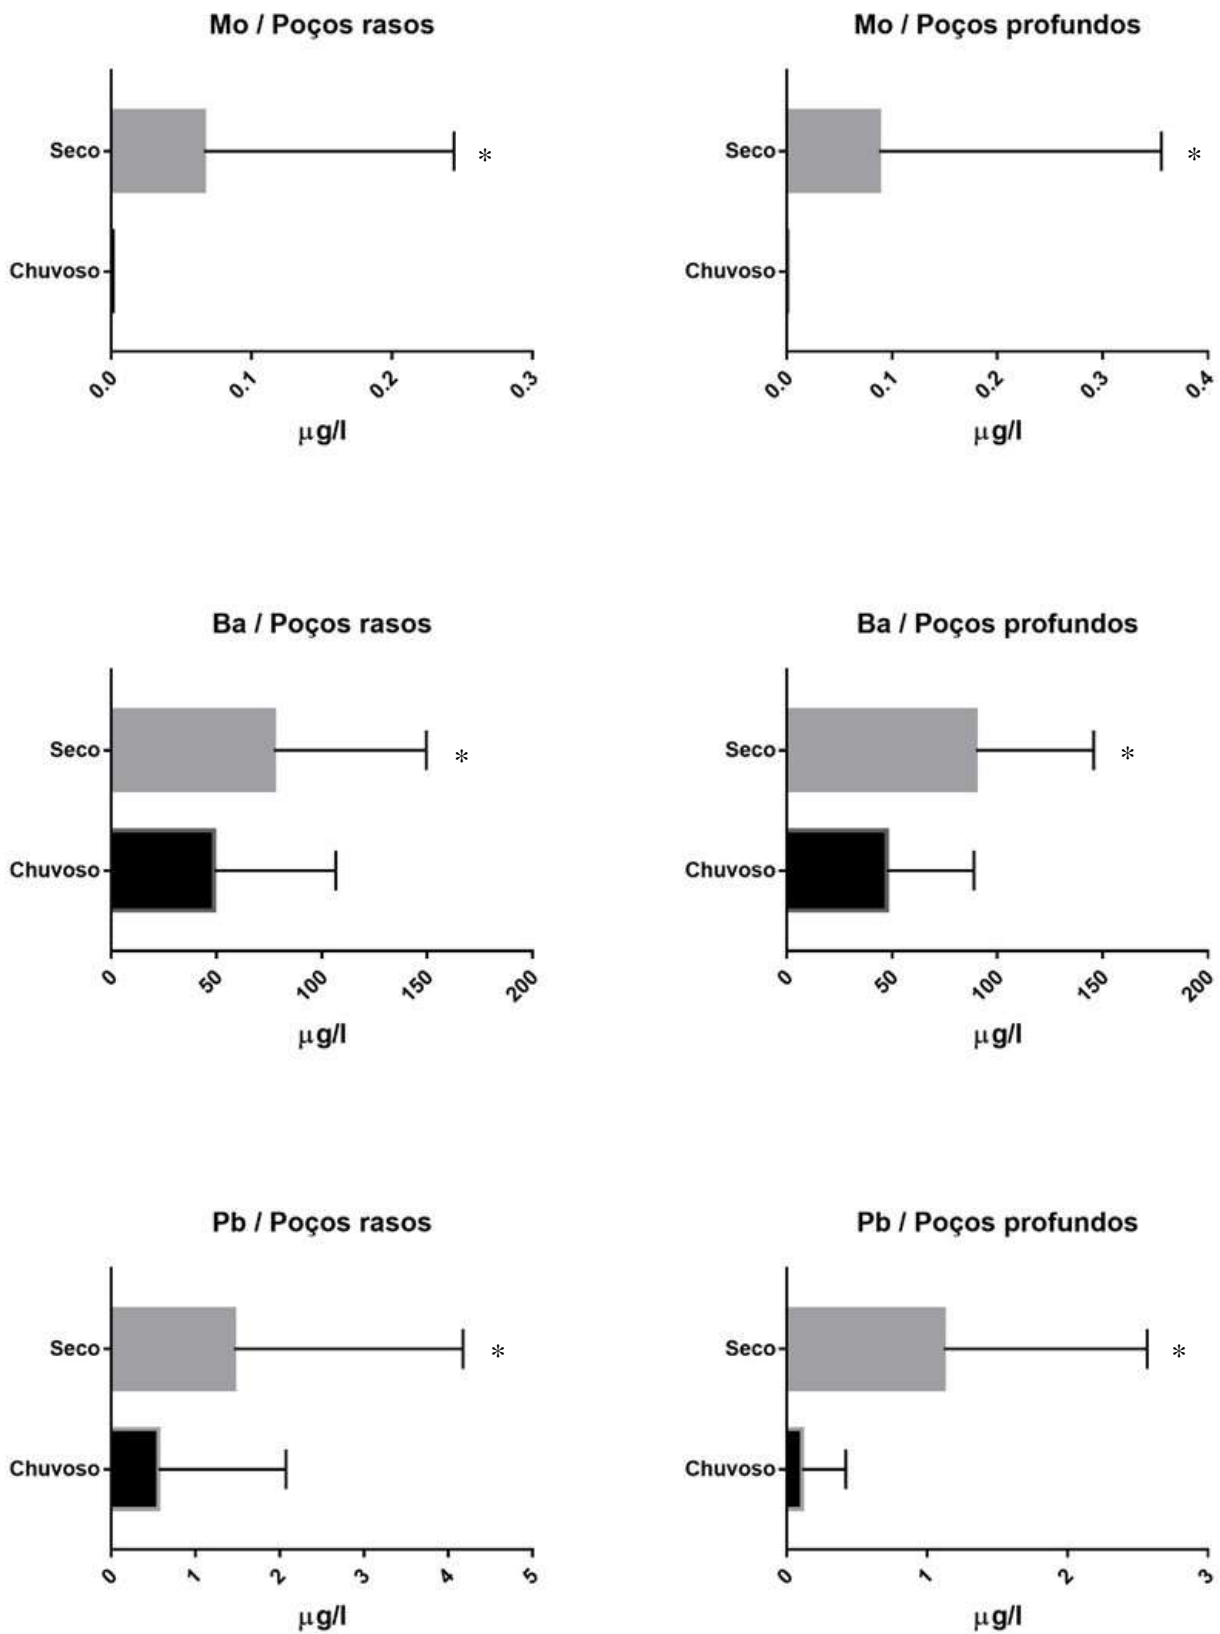 Mo / Poços rasos
Seco
*
Chuvoso
0.0 0.1 0.2 0.3
µg/l
Mo / Poços profundos
Seco
*
Chuvoso
0.0 0.1 0.2 0.3 0.4
µg/l
Ba / Poços rasos
Seco
*
Chuvoso
0 50 100 150 200
µg/l
Ba / Poços profundos
Seco
*
Chuvoso
0 50 100 150 200
µg/l
Pb / Poços rasos
Seco
*
Chuvoso
0 1 2 3 4 5
µg/l
Pb / Poços profundos
Seco
*
Chuvoso
0 1 2 3
µg/l